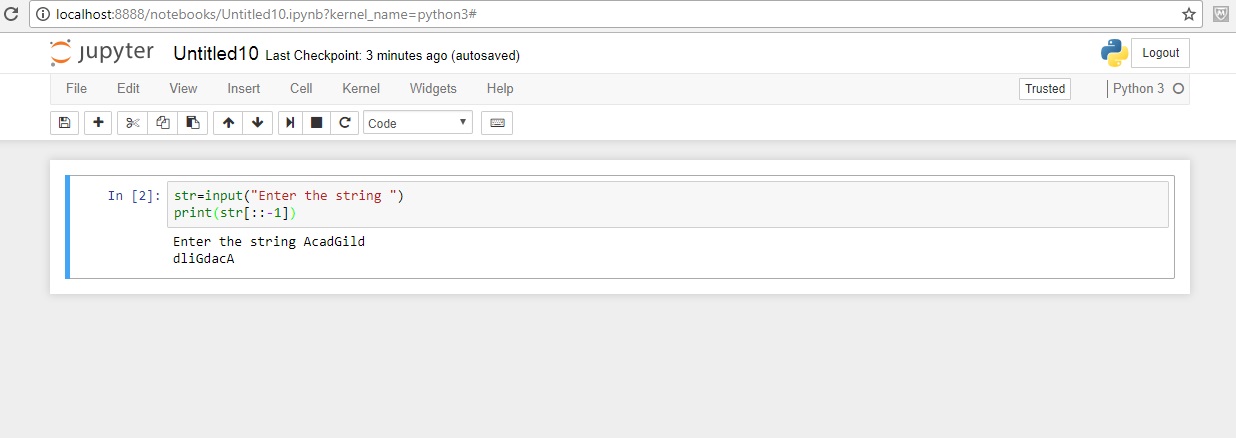 localhost:8888/notebooks/Untitled10.ipynb?kernel_name=python3#
jupyter Untitled10 Last Checkpoint: 3 minutes ago (autosaved) Logout
File Edit View Insert Cell Kernel Widgets Help Trusted Python 3
Code
In [2]: str=input("Enter the string ")
print(str[::-1])
Enter the string AcadGild
dliGdacA